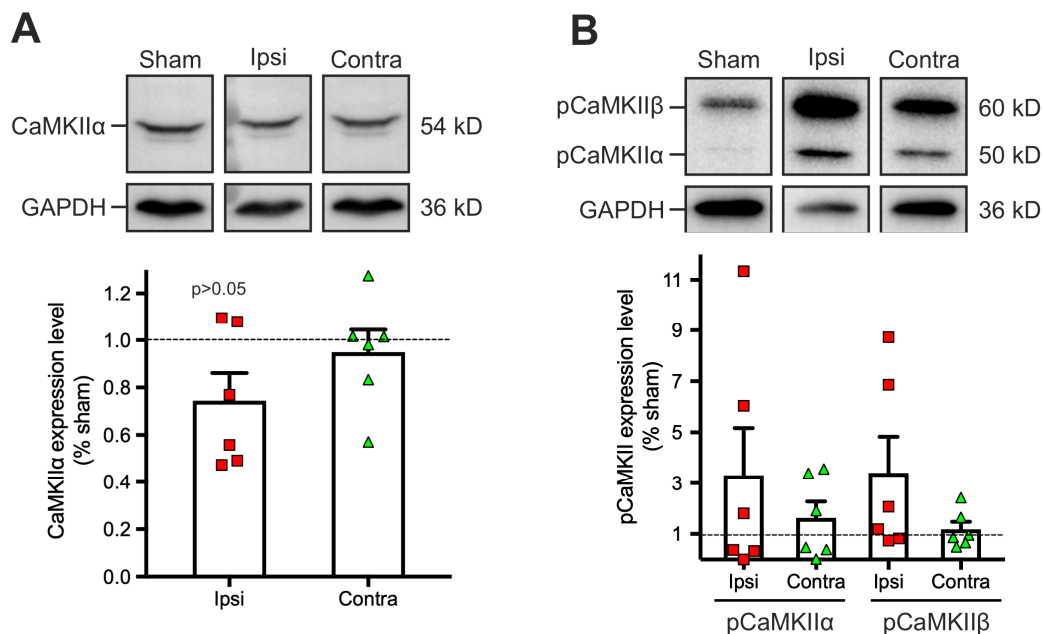 A
Sham Ipsi Contra
CaMKIIα 54 kD
GAPDH 36 kD
CaMKIIα expression level
(% sham)
p>0.05
1.2
1.0
0.8
0.6
0.4
0.2
0.0
Ipsi Contra
B
Sham Ipsi Contra
pCaMKIIβ 60 kD
pCaMKIIα 50 kD
GAPDH 36 kD
pCaMKII expression level
(% sham)
11
9
7
5
3
1
Ipsi Contra Ipsi Contra
pCaMKIIα pCaMKIIβ